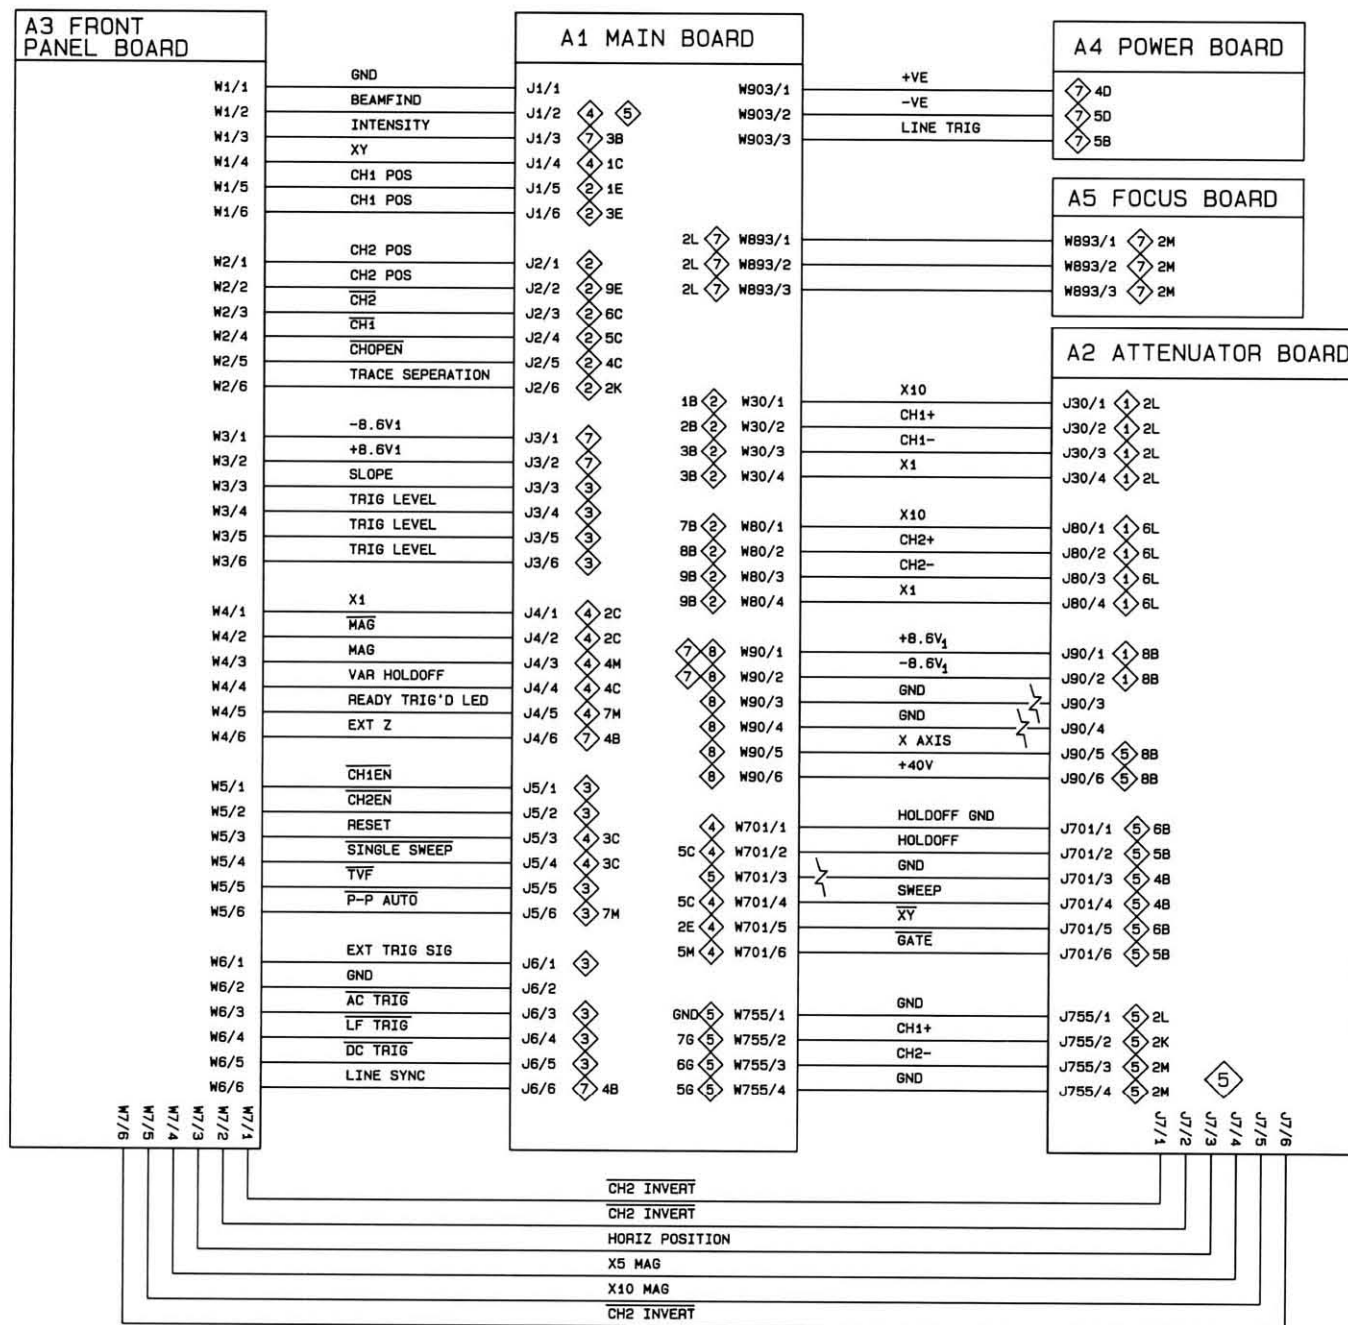 A3 FRONT
PANEL BOARD
W1/1
W1/2
W1/3
W1/4
W1/5
W1/6
W2/1
W2/2
W2/3
W2/4
W2/5
W2/6
W3/1
W3/2
W3/3
W3/4
W3/5
W3/6
W4/1
W4/2
W4/3
W4/4
W4/5
W4/6
W5/1
W5/2
W5/3
W5/4
W5/5
W5/6
W6/1
W6/2
W6/3
W6/4
W6/5
W6/6
W7/6
W7/5
W7/4
W7/3
W7/2
W7/1
GND
BEAMFIND
INTENSITY
XY
CH1 POS
CH1 POS
CH2 POS
CH2 POS
CH2
CH1
CHOPEN
TRACE SEPERATION
-8.6V1
+8.6V1
SLOPE
TRIG LEVEL
TRIG LEVEL
TRIG LEVEL
X1
MAG
MAG
VAR HOLDOFF
READY TRIG'D LED
EXT Z
CH1EN
CH2EN
RESET
SINGLE SWEEP
TVF
P-P AUTO
EXT TRIG SIG
GND
AC TRIG
LF TRIG
DC TRIG
LINE SYNC
A1 MAIN BOARD
J1/1
J1/2 4 5
J1/3 7 3B
J1/4 4 1C
J1/5 2 1E
J1/6 2 3E
J2/1 2
J2/2 2 9E
J2/3 2 6C
J2/4 2 5C
J2/5 2 4C
J2/6 2 2K
J3/1 7
J3/2 7
J3/3 3
J3/4 3
J3/5 3
J3/6 3
J4/1 4 2C
J4/2 4 2C
J4/3 4 4M
J4/4 4 4C
J4/5 4 7M
J4/6 7 4B
J5/1 3
J5/2 3
J5/3 4 3C
J5/4 4 3C
J5/5 3
J5/6 3 7M
J6/1 3
J6/2
J6/3 3
J6/4 3
J6/5 3
J6/6 7 4B
W903/1
W903/2
W903/3
2L 7 W893/1
2L 7 W893/2
2L 7 W893/3
1B 2 W30/1
2B 2 W30/2
3B 2 W30/3
3B 2 W30/4
7B 2 W80/1
8B 2 W80/2
9B 2 W80/3
9B 2 W80/4
7 8 W90/1
7 8 W90/2
8 W90/3
8 W90/4
8 W90/5
8 W90/6
4 W701/1
5C 4 W701/2
5 W701/3
5C 4 W701/4
2E 4 W701/5
5M 4 W701/6
GND 5 W755/1
7G 5 W755/2
6G 5 W755/3
5G 5 W755/4
+VE
-VE
LINE TRIG
X10
CH1+
CH1-
X1
X10
CH2+
CH2-
X1
+8.6V1
-8.6V1
GND
GND
X AXIS
+40V
HOLDOFF GND
HOLDOFF
GND
SWEEP
XY
GATE
GND
CH1+
CH2-
GND
A4 POWER BOARD
7 4D
7 5D
7 5B
A5 FOCUS BOARD
W893/1 7 2M
W893/2 7 2M
W893/3 7 2M
A2 ATTENUATOR BOARD
J30/1 1 2L
J30/2 1 2L
J30/3 1 2L
J30/4 1 2L
J80/1 1 6L
J80/2 1 6L
J80/3 1 6L
J80/4 1 6L
J90/1 1 8B
J90/2 1 8B
J90/3
J90/4
J90/5 5 8B
J90/6 5 8B
J701/1 5 6B
J701/2 5 5B
J701/3 5 4B
J701/4 5 4B
J701/5 5 6B
J701/6 5 5B
J755/1 5 2L
J755/2 5 2K
J755/3 5 2M
J755/4 5 2M
5
J7/1
J7/2
J7/3
J7/4
J7/5
J7/6
CH2 INVERT
CH2 INVERT
HORIZ POSITION
X5 MAG
X10 MAG
CH2 INVERT